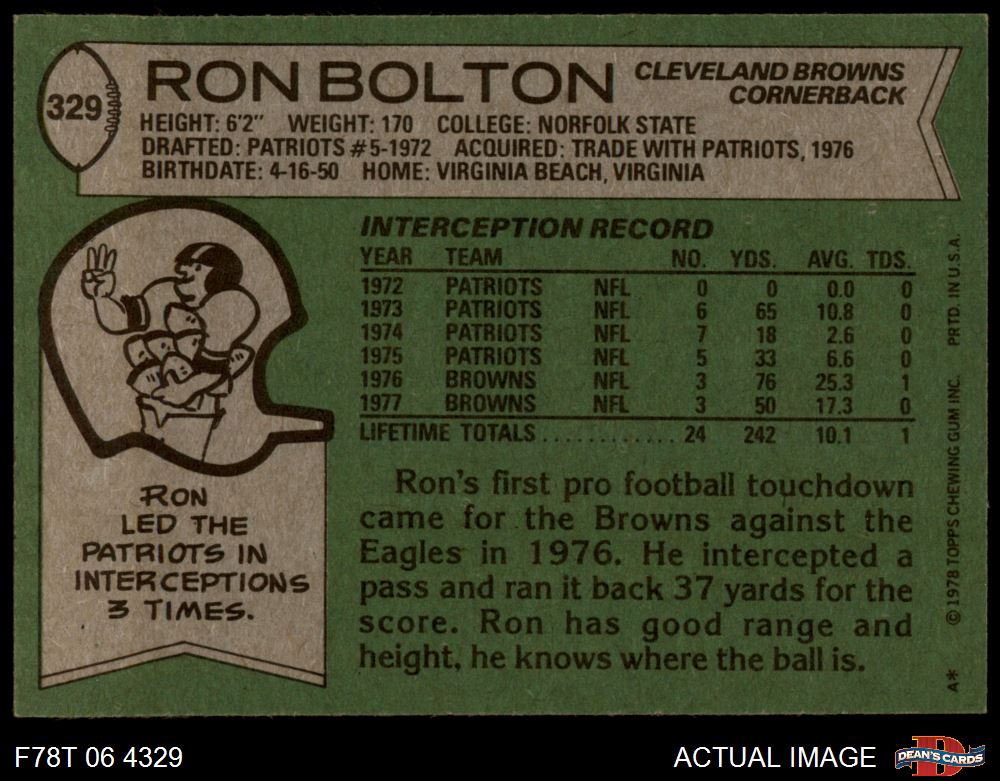 329
RON BOLTON
CLEVELAND BROWNS
CORNERBACK
HEIGHT: 6'2" WEIGHT: 170 COLLEGE: NORFOLK STATE
DRAFTED: PATRIOTS #5-1972 ACQUIRED: TRADE WITH PATRIOTS, 1976
BIRTHDATE: 4-16-50 HOME: VIRGINIA BEACH, VIRGINIA
INTERCEPTION RECORD
YEAR TEAM NO. YDS. AVG. TDS.
1972 PATRIOTS NFL 0 0 0.0 0
1973 PATRIOTS NFL 6 65 10.8 0
1974 PATRIOTS NFL 7 18 2.6 0
1975 PATRIOTS NFL 5 33 6.6 0
1976 BROWNS NFL 3 76 25.3 1
1977 BROWNS NFL 3 50 17.3 0
LIFETIME TOTALS............ 24 242 10.1 1
RON
LED THE
PATRIOTS IN
INTERCEPTIONS
3 TIMES.
Ron's first pro football touchdown
came for the Browns against the
Eagles in 1976. He intercepted a
pass and ran it back 37 yards for the
score. Ron has good range and
height, he knows where the ball is.
A* © 1978 TOPPS CHEWING GUM INC. PRTD. IN U.S.A.
F78T 06 4329
ACTUAL IMAGE
D
DEAN'S CARDS